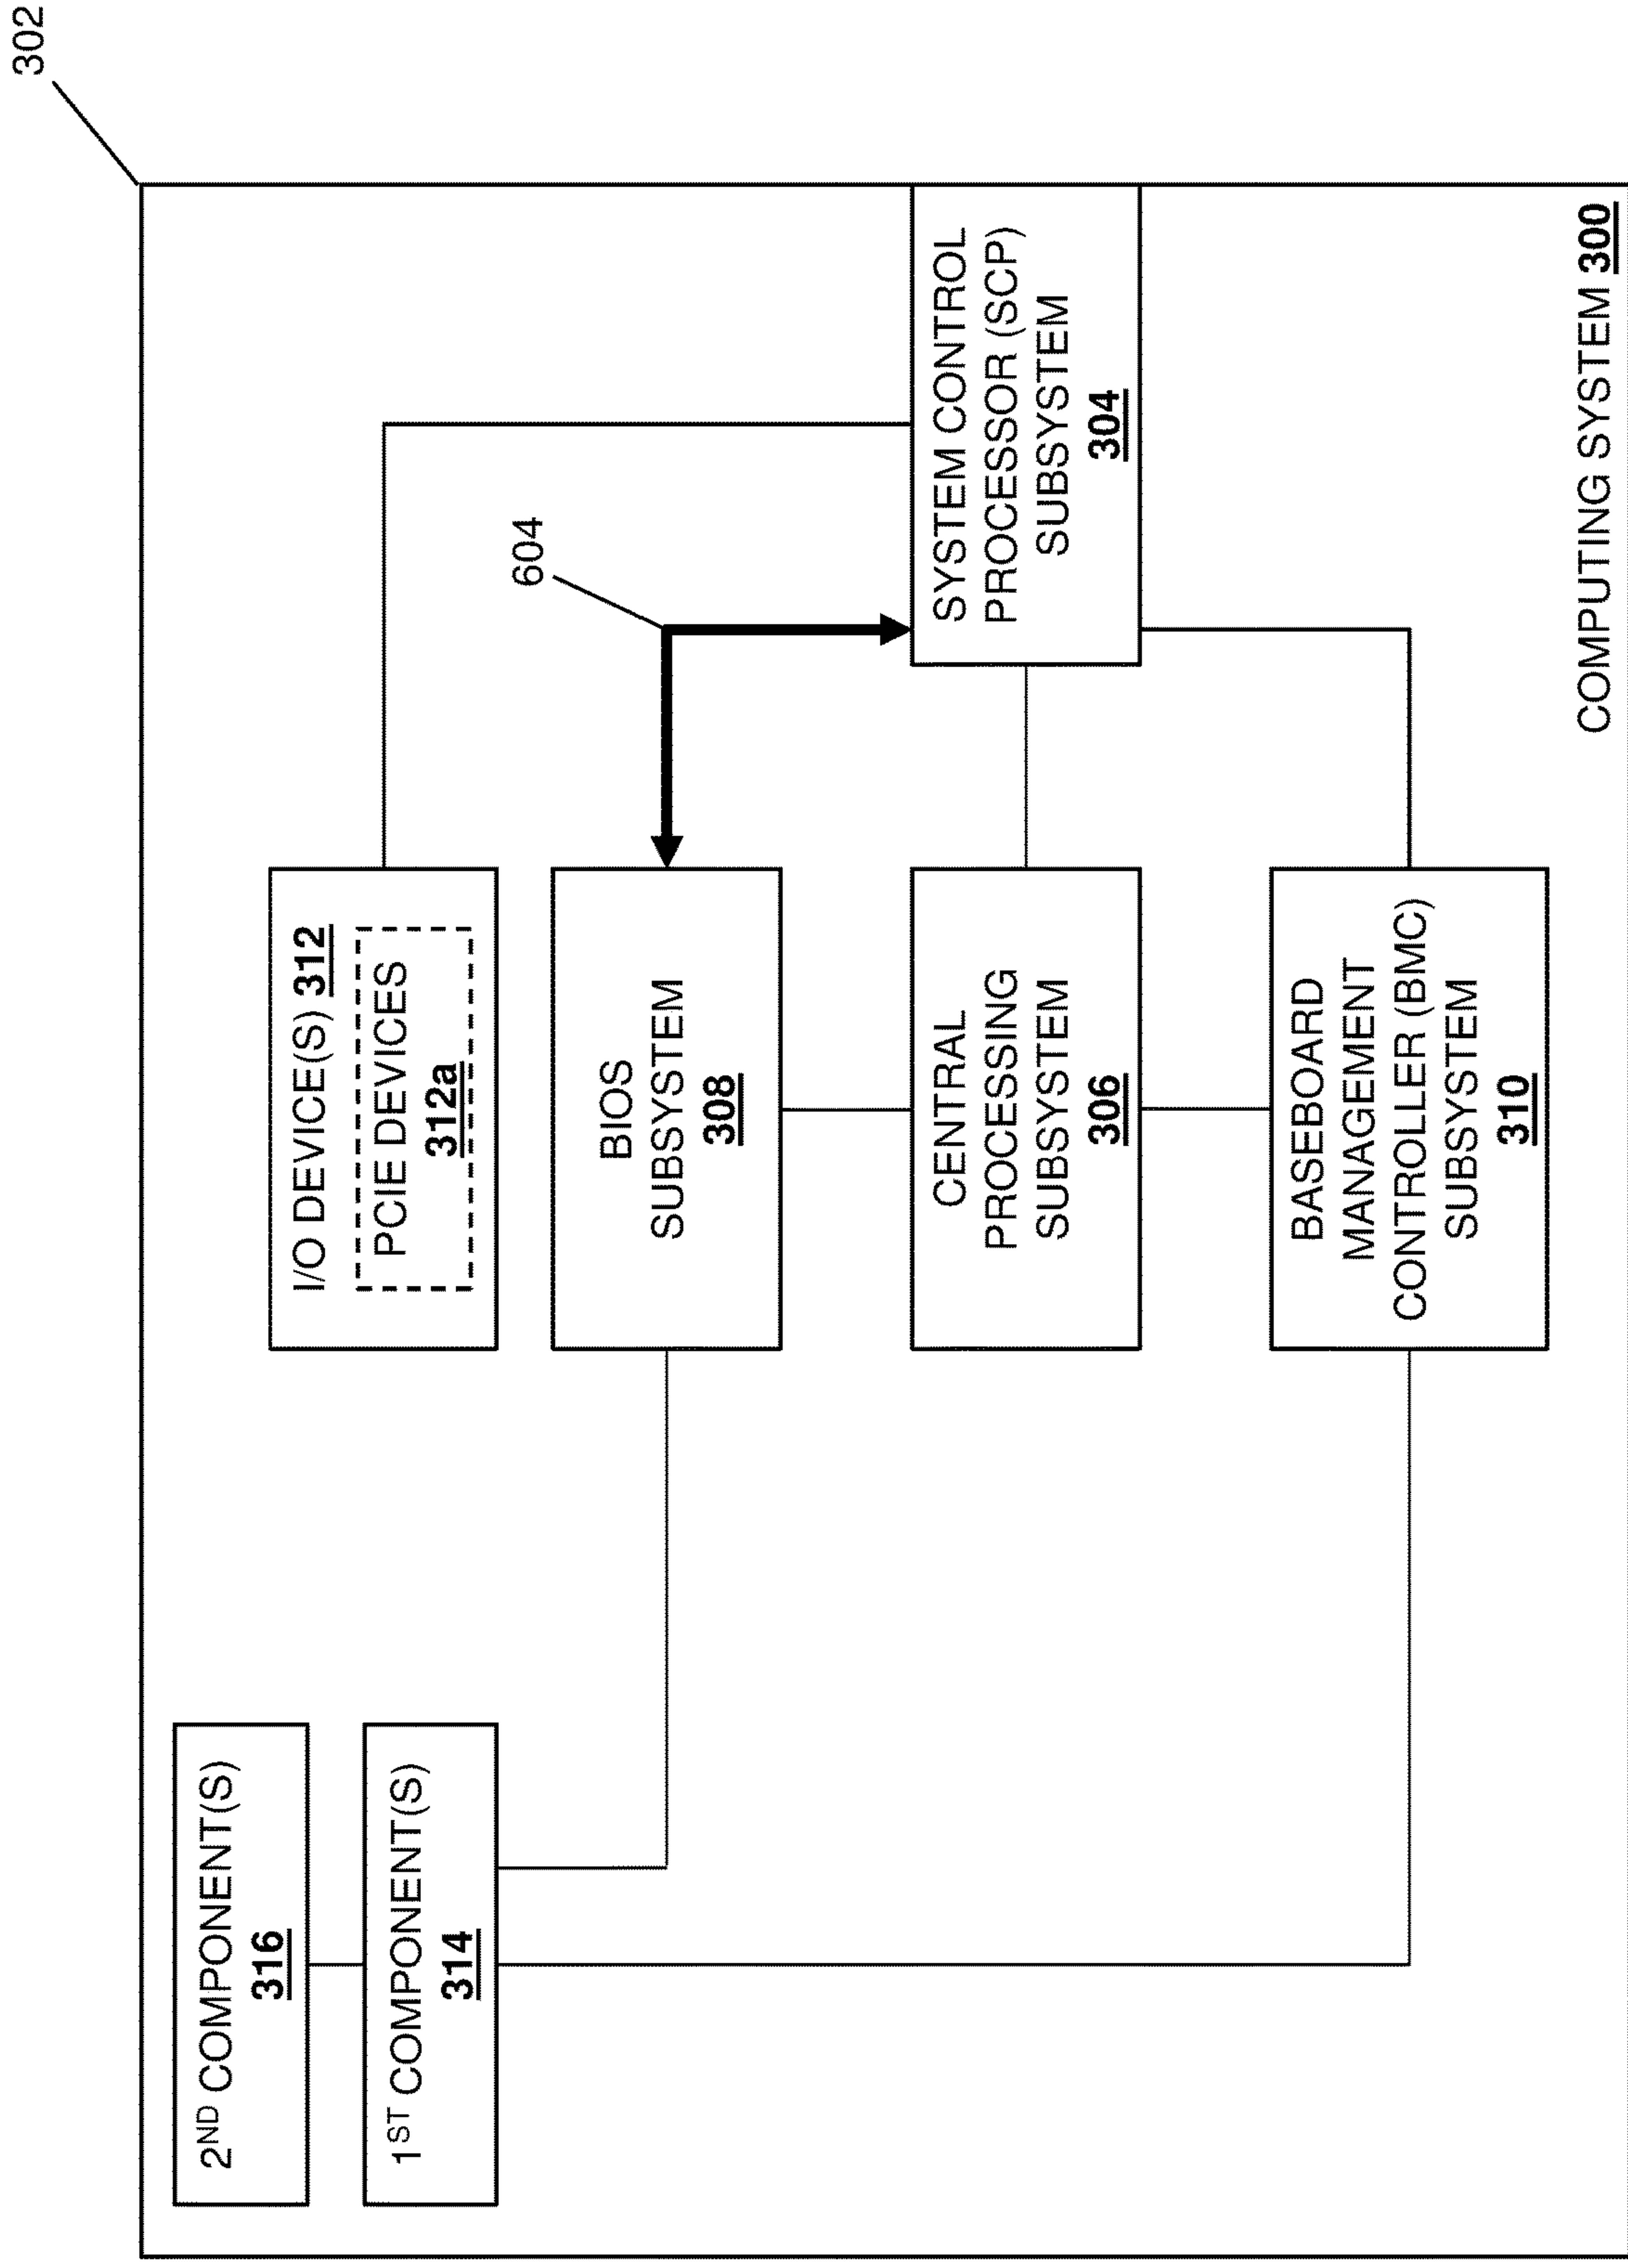 302
2ND COMPONENT(S)
316
1ST COMPONENT(S)
314
I/O DEVICE(S) 312
PCIE DEVICES
312a
BIOS
SUBSYSTEM
308
CENTRAL
PROCESSING
SUBSYSTEM
306
BASEBOARD
MANAGEMENT
CONTROLLER (BMC)
SUBSYSTEM
310
604
SYSTEM CONTROL
PROCESSOR (SCP)
SUBSYSTEM
304
COMPUTING SYSTEM 300